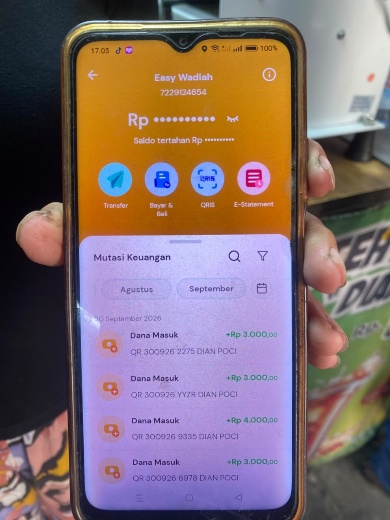 17.03
100%
Easy Wadiah
7229124654
Rp ••••••••••
Saldo tertahan Rp •••••••••
Transfer
Bayar &
Beli
QRIS
E-Statement
Mutasi Keuangan
Agustus
September
30 September 2026
Dana Masuk +Rp 3.000,00
QR 300926 2275 DIAN POCI
Dana Masuk +Rp 3.000,00
QR 300926 YYZR DIAN POCI
Dana Masuk +Rp 4.000,00
QR 300926 9335 DIAN POCI
Dana Masuk +Rp 3.000,00
QR 300926 6978 DIAN POCI